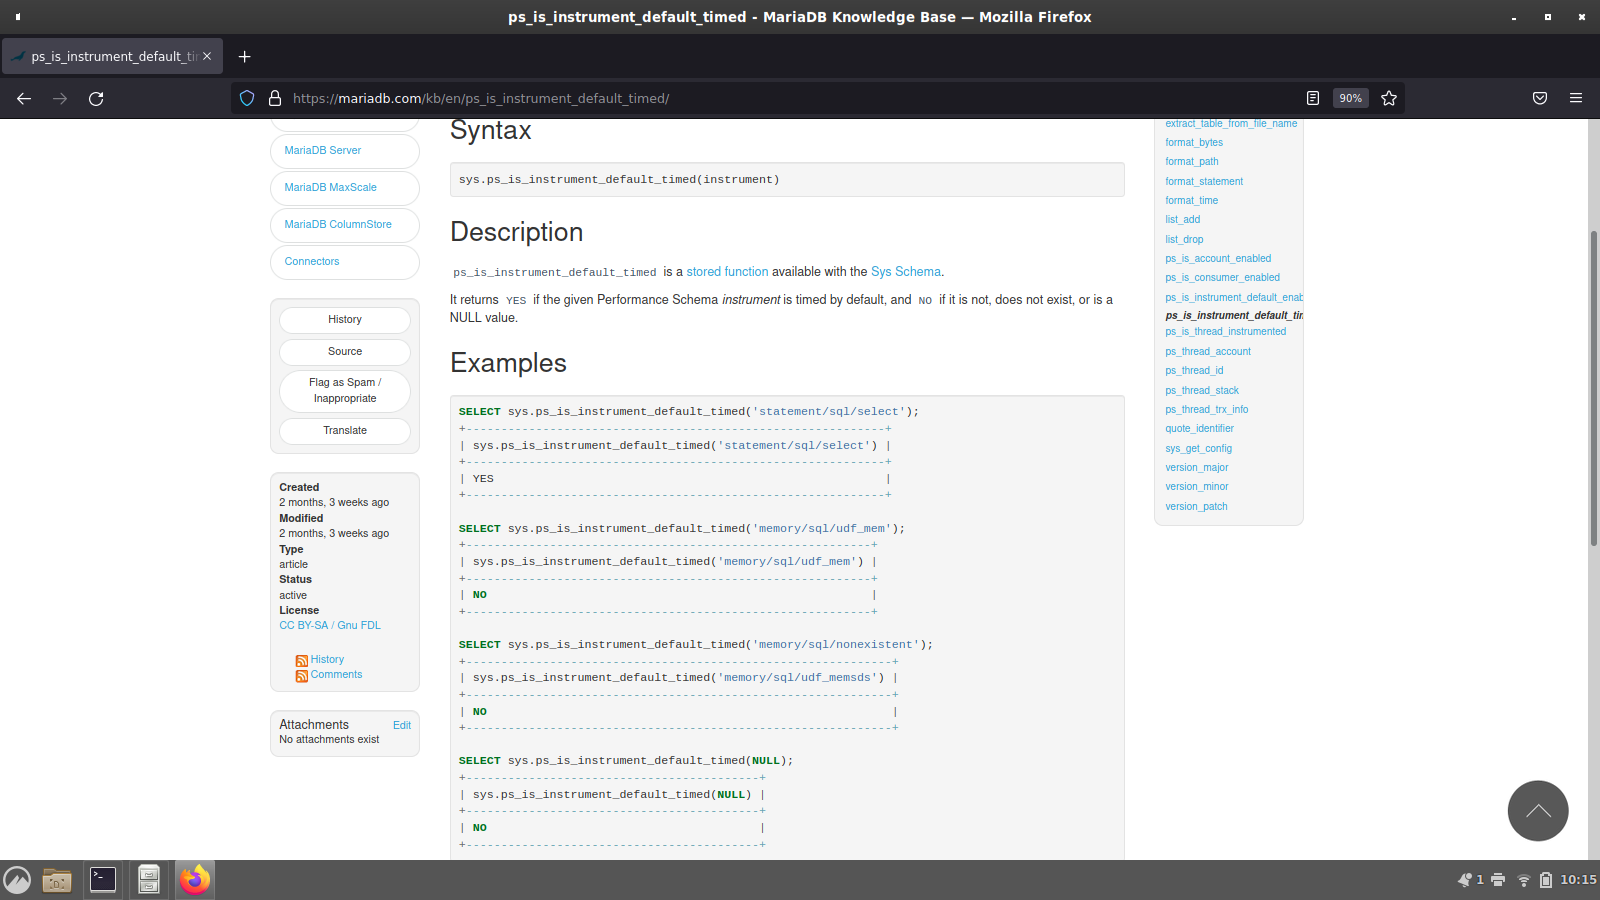 ps_is_instrument_default_timed - MariaDB Knowledge Base — Mozilla Firefox
ps_is_instrument_default_tim
https://mariadb.com/kb/en/ps_is_instrument_default_timed/
90%
MariaDB Server
MariaDB MaxScale
MariaDB ColumnStore
Connectors
History
Source
Flag as Spam /
Inappropriate
Translate
Created
2 months, 3 weeks ago
Modified
2 months, 3 weeks ago
Type
article
Status
active
License
CC BY-SA / Gnu FDL
History
Comments
Attachments Edit
No attachments exist
Syntax
sys.ps_is_instrument_default_timed(instrument)
Description
ps_is_instrument_default_timed is a stored function available with the Sys Schema.
It returns YES if the given Performance Schema instrument is timed by default, and NO if it is not, does not exist, or is a
NULL value.
Examples
SELECT sys.ps_is_instrument_default_timed('statement/sql/select');
+------------------------------------------------------------+
| sys.ps_is_instrument_default_timed('statement/sql/select') |
+------------------------------------------------------------+
| YES                                                        |
+------------------------------------------------------------+
SELECT sys.ps_is_instrument_default_timed('memory/sql/udf_mem');
+----------------------------------------------------------+
| sys.ps_is_instrument_default_timed('memory/sql/udf_mem') |
+----------------------------------------------------------+
| NO                                                       |
+----------------------------------------------------------+
SELECT sys.ps_is_instrument_default_timed('memory/sql/nonexistent');
+-------------------------------------------------------------+
| sys.ps_is_instrument_default_timed('memory/sql/udf_memsds') |
+-------------------------------------------------------------+
| NO                                                          |
+-------------------------------------------------------------+
SELECT sys.ps_is_instrument_default_timed(NULL);
+------------------------------------------+
| sys.ps_is_instrument_default_timed(NULL) |
+------------------------------------------+
| NO                                       |
+------------------------------------------+
extract_table_from_file_name
format_bytes
format_path
format_statement
format_time
list_add
list_drop
ps_is_account_enabled
ps_is_consumer_enabled
ps_is_instrument_default_enab
ps_is_instrument_default_tim
ps_is_thread_instrumented
ps_thread_account
ps_thread_id
ps_thread_stack
ps_thread_trx_info
quote_identifier
sys_get_config
version_major
version_minor
version_patch
1
10:15